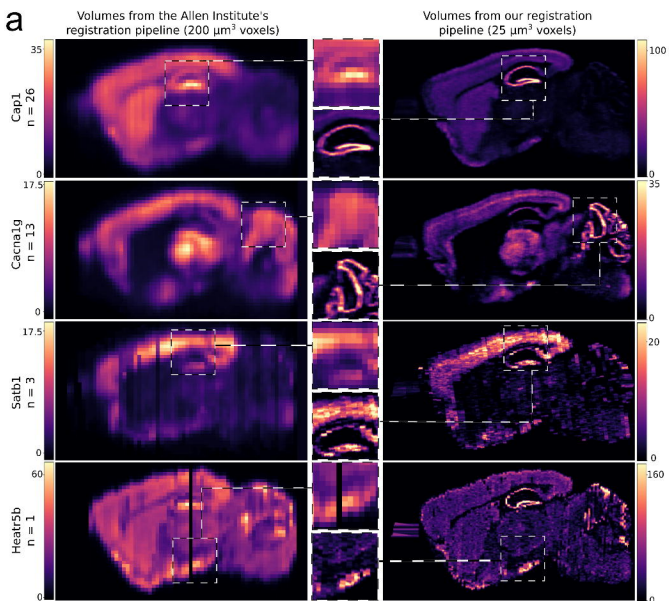 a
Volumes from the Allen Institute's
registration pipeline (200 μm³ voxels)
Volumes from our registration
pipeline (25 μm³ voxels)
35
0
Cap1
n = 26
100
0
17.5
0
Cacna1g
n = 13
35
0
17.5
0
Satb1
n = 3
20
0
60
0
Heatr5b
n = 1
160
0